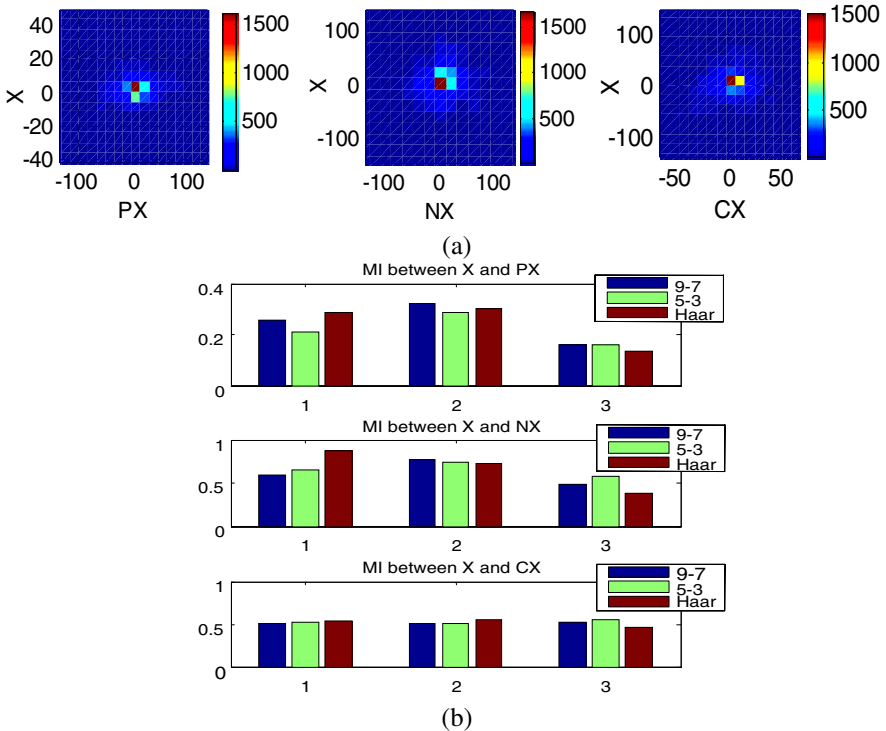 40
20
0
-20
-40
X
-100 0 100
PX
1500
1000
500
100
0
-100
X
-100 0 100
NX
1500
1000
500
100
0
-100
X
-50 0 50
CX
1500
1000
500
(a)
MI between X and PX
0.4
0.2
0
1 2 3
9-7
5-3
Haar
MI between X and NX
1
0.5
0
1 2 3
9-7
5-3
Haar
MI between X and CX
1
0.5
0
1 2 3
9-7
5-3
Haar
(b)